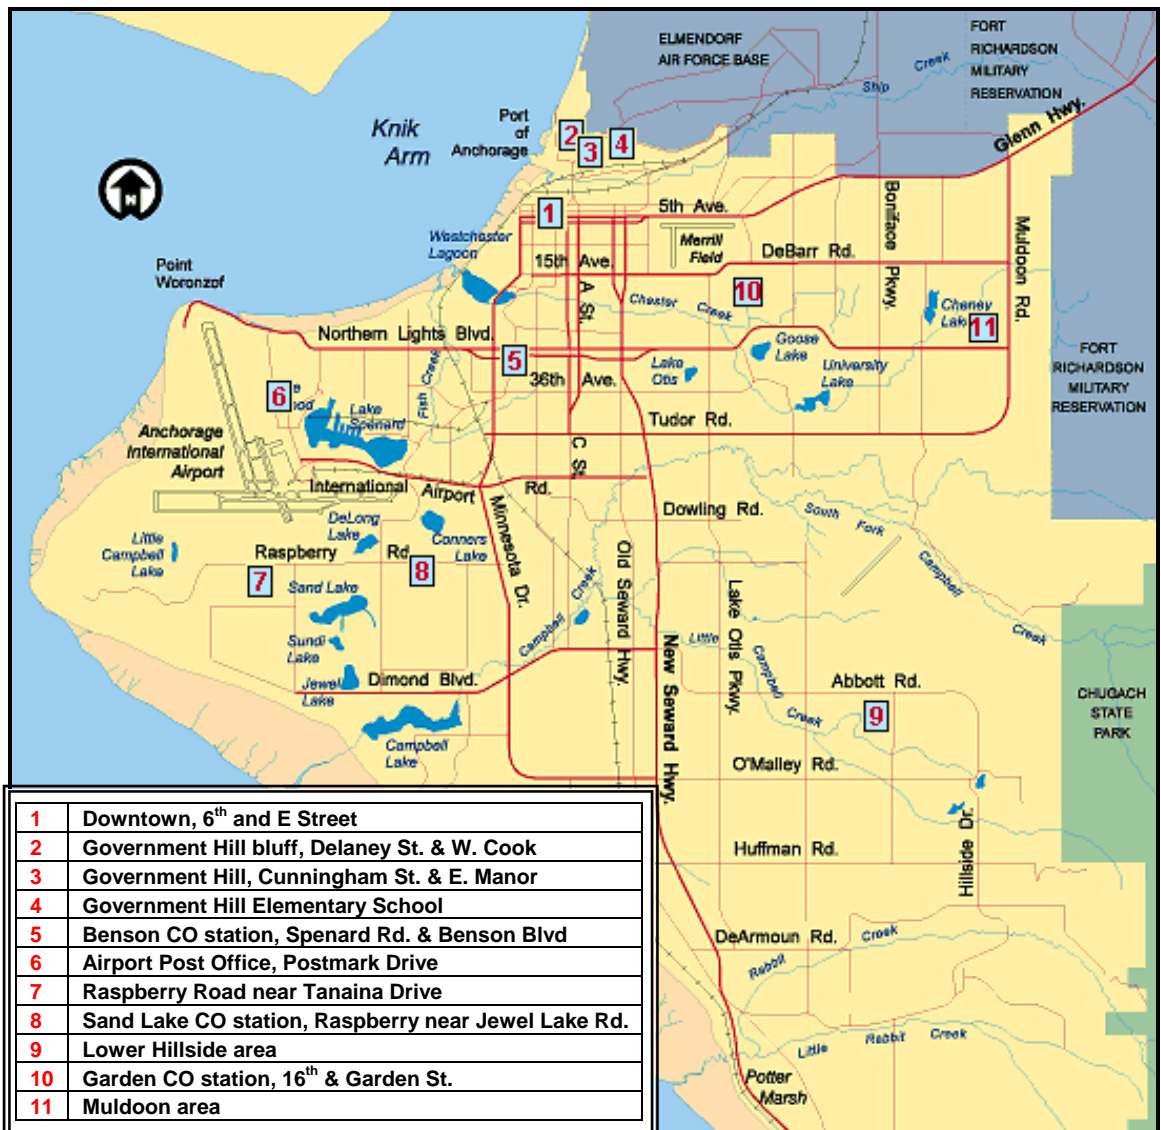 ELMENDORF
AIR FORCE BASE
FORT
RICHARDSON
MILITARY
RESERVATION
Ship Creek
Glenn Hwy.
Knik
Arm
Port
of
Anchorage
2
3
4
N
1
5th Ave.
Boniface Pkwy.
Muldoon Rd.
Westchester
Lagoon
Merrill
Field
DeBarr Rd.
15th Ave.
Point
Woronzof
A St.
Chester Creek
10
Cheney
Lake
11
Northern Lights Blvd.
Goose
Lake
5
Lake
Otis
University
Lake
FORT
RICHARDSON
MILITARY
RESERVATION
36th Ave.
Fish Creek
6
Lake
Spenard
Tudor Rd.
Anchorage
International
Airport
C St.
International Airport Rd.
Minnesota Dr.
Dowling Rd.
South Fork Campbell Creek
DeLong
Lake
Conners
Lake
Little
Campbell
Lake
Raspberry Rd.
7
8
Sand Lake
Old Seward Hwy.
Lake Otis Pkwy.
Campbell Creek
Sundi
Lake
New Seward Hwy.
Little Campbell Creek
Jewel
Lake
Dimond Blvd.
Abbott Rd.
9
CHUGACH
STATE
PARK
Campbell
Lake
O'Malley Rd.
Hillside Dr.
Huffman Rd.
DeArmoun Rd.
Rabbit Creek
Little Rabbit Creek
Potter
Marsh
1 Downtown, 6th and E Street
2 Government Hill bluff, Delaney St. & W. Cook
3 Government Hill, Cunningham St. & E. Manor
4 Government Hill Elementary School
5 Benson CO station, Spenard Rd. & Benson Blvd
6 Airport Post Office, Postmark Drive
7 Raspberry Road near Tanaina Drive
8 Sand Lake CO station, Raspberry near Jewel Lake Rd.
9 Lower Hillside area
10 Garden CO station, 16th & Garden St.
11 Muldoon area